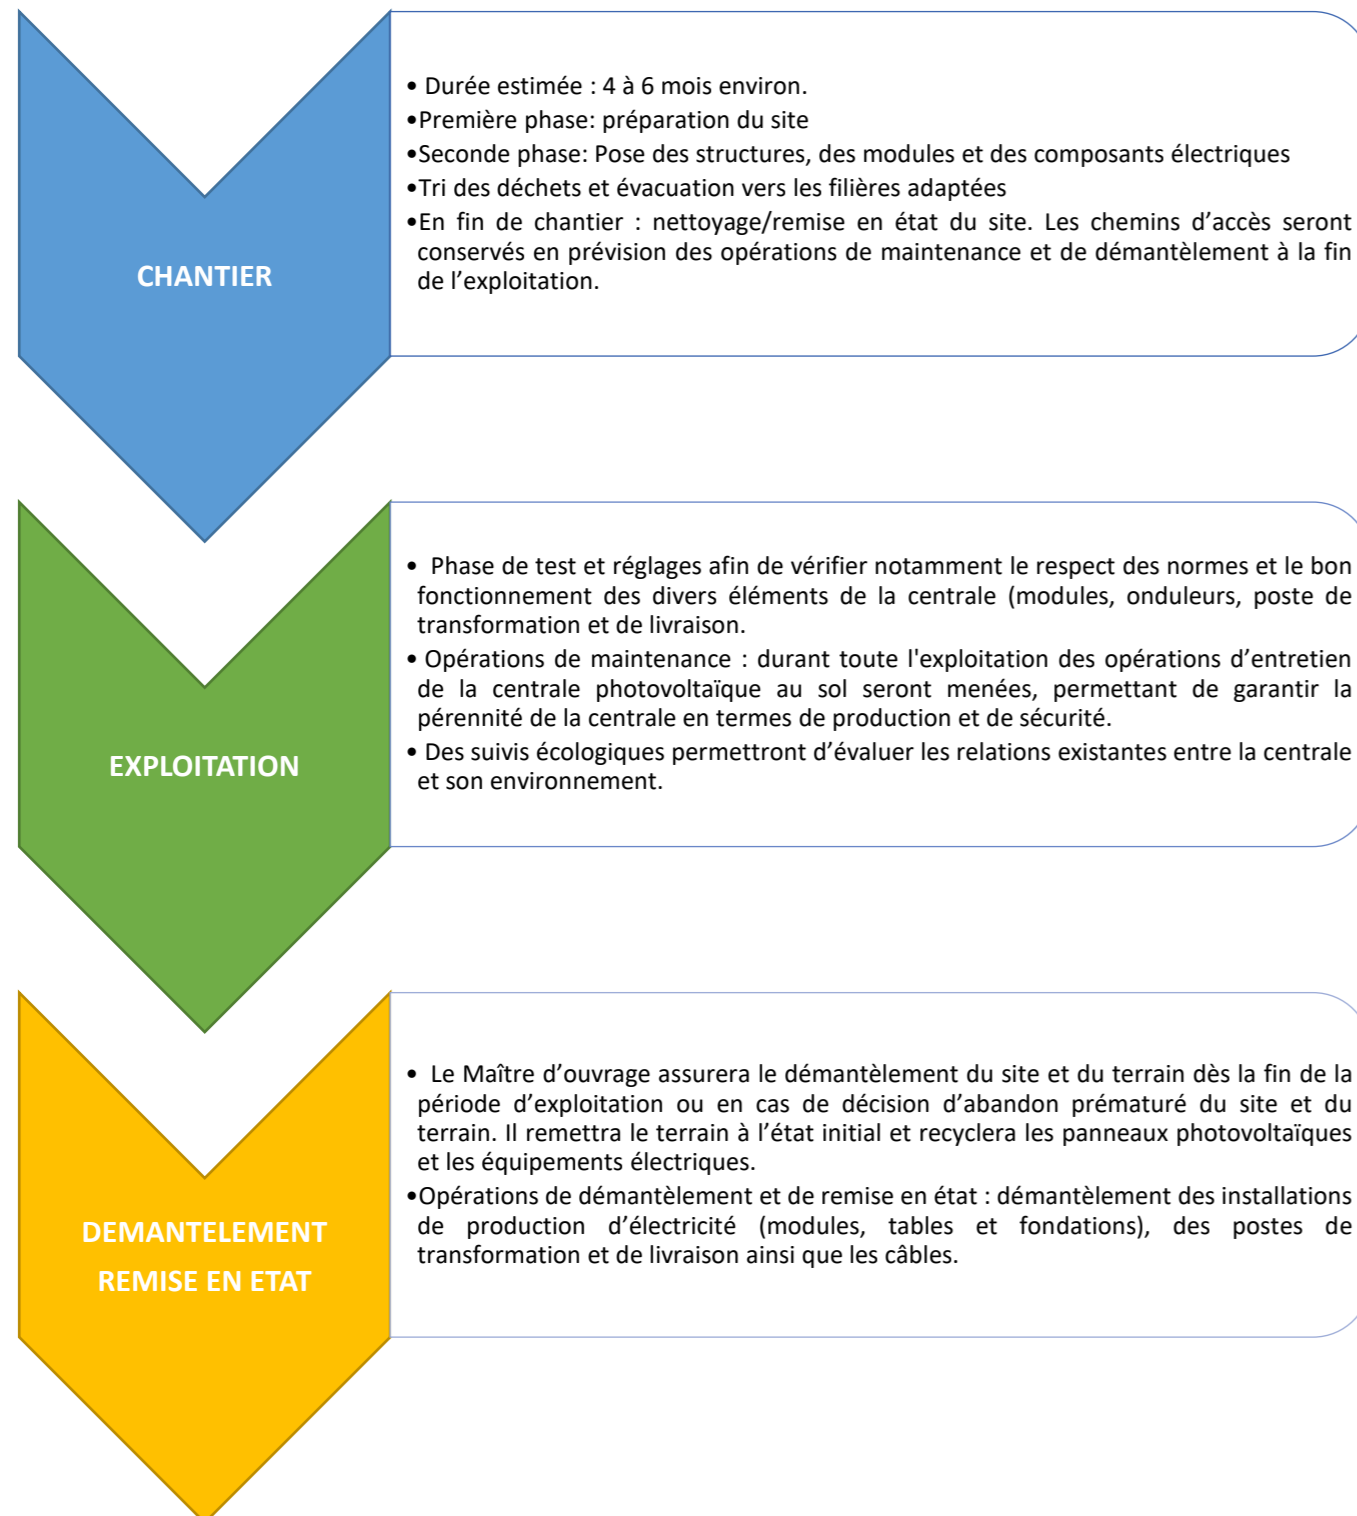 CHANTIER
• Durée estimée : 4 à 6 mois environ.
•Première phase: préparation du site
•Seconde phase: Pose des structures, des modules et des composants électriques
•Tri des déchets et évacuation vers les filières adaptées
•En fin de chantier : nettoyage/remise en état du site. Les chemins d’accès seront
conservés en prévision des opérations de maintenance et de démantèlement à la fin
de l’exploitation.
EXPLOITATION
• Phase de test et réglages afin de vérifier notamment le respect des normes et le bon
fonctionnement des divers éléments de la centrale (modules, onduleurs, poste de
transformation et de livraison.
• Opérations de maintenance : durant toute l'exploitation des opérations d’entretien
de la centrale photovoltaïque au sol seront menées, permettant de garantir la
pérennité de la centrale en termes de production et de sécurité.
• Des suivis écologiques permettront d’évaluer les relations existantes entre la centrale
et son environnement.
DEMANTELEMENT
REMISE EN ETAT
• Le Maître d’ouvrage assurera le démantèlement du site et du terrain dès la fin de la
période d’exploitation ou en cas de décision d’abandon prématuré du site et du
terrain. Il remettra le terrain à l’état initial et recyclera les panneaux photovoltaïques
et les équipements électriques.
•Opérations de démantèlement et de remise en état : démantèlement des installations
de production d’électricité (modules, tables et fondations), des postes de
transformation et de livraison ainsi que les câbles.